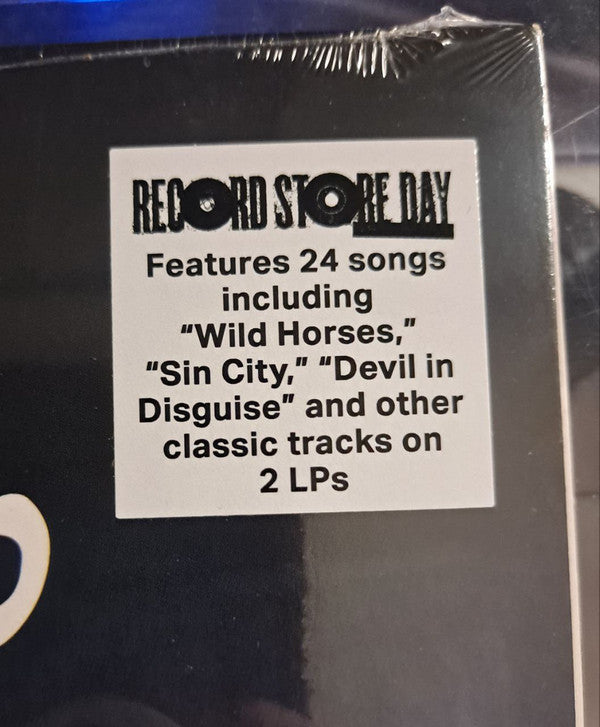 RECORD STORE DAY
Features 24 songs
including
“Wild Horses,”
“Sin City,” “Devil in
Disguise” and other
classic tracks on
2 LPs